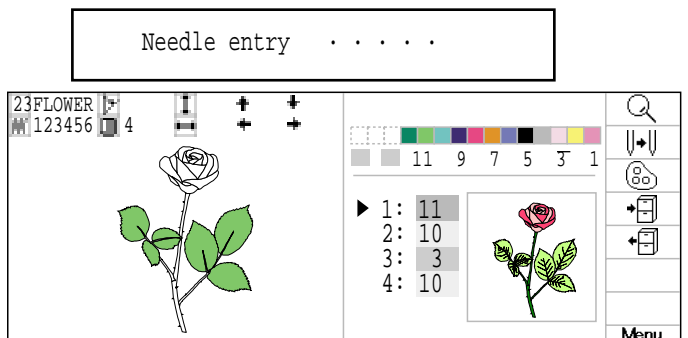 Needle entry . . . . .
23FLOWER
123456 4
11 9 7 5 3 1
1: 11
2: 10
3: 3
4: 10
Menu